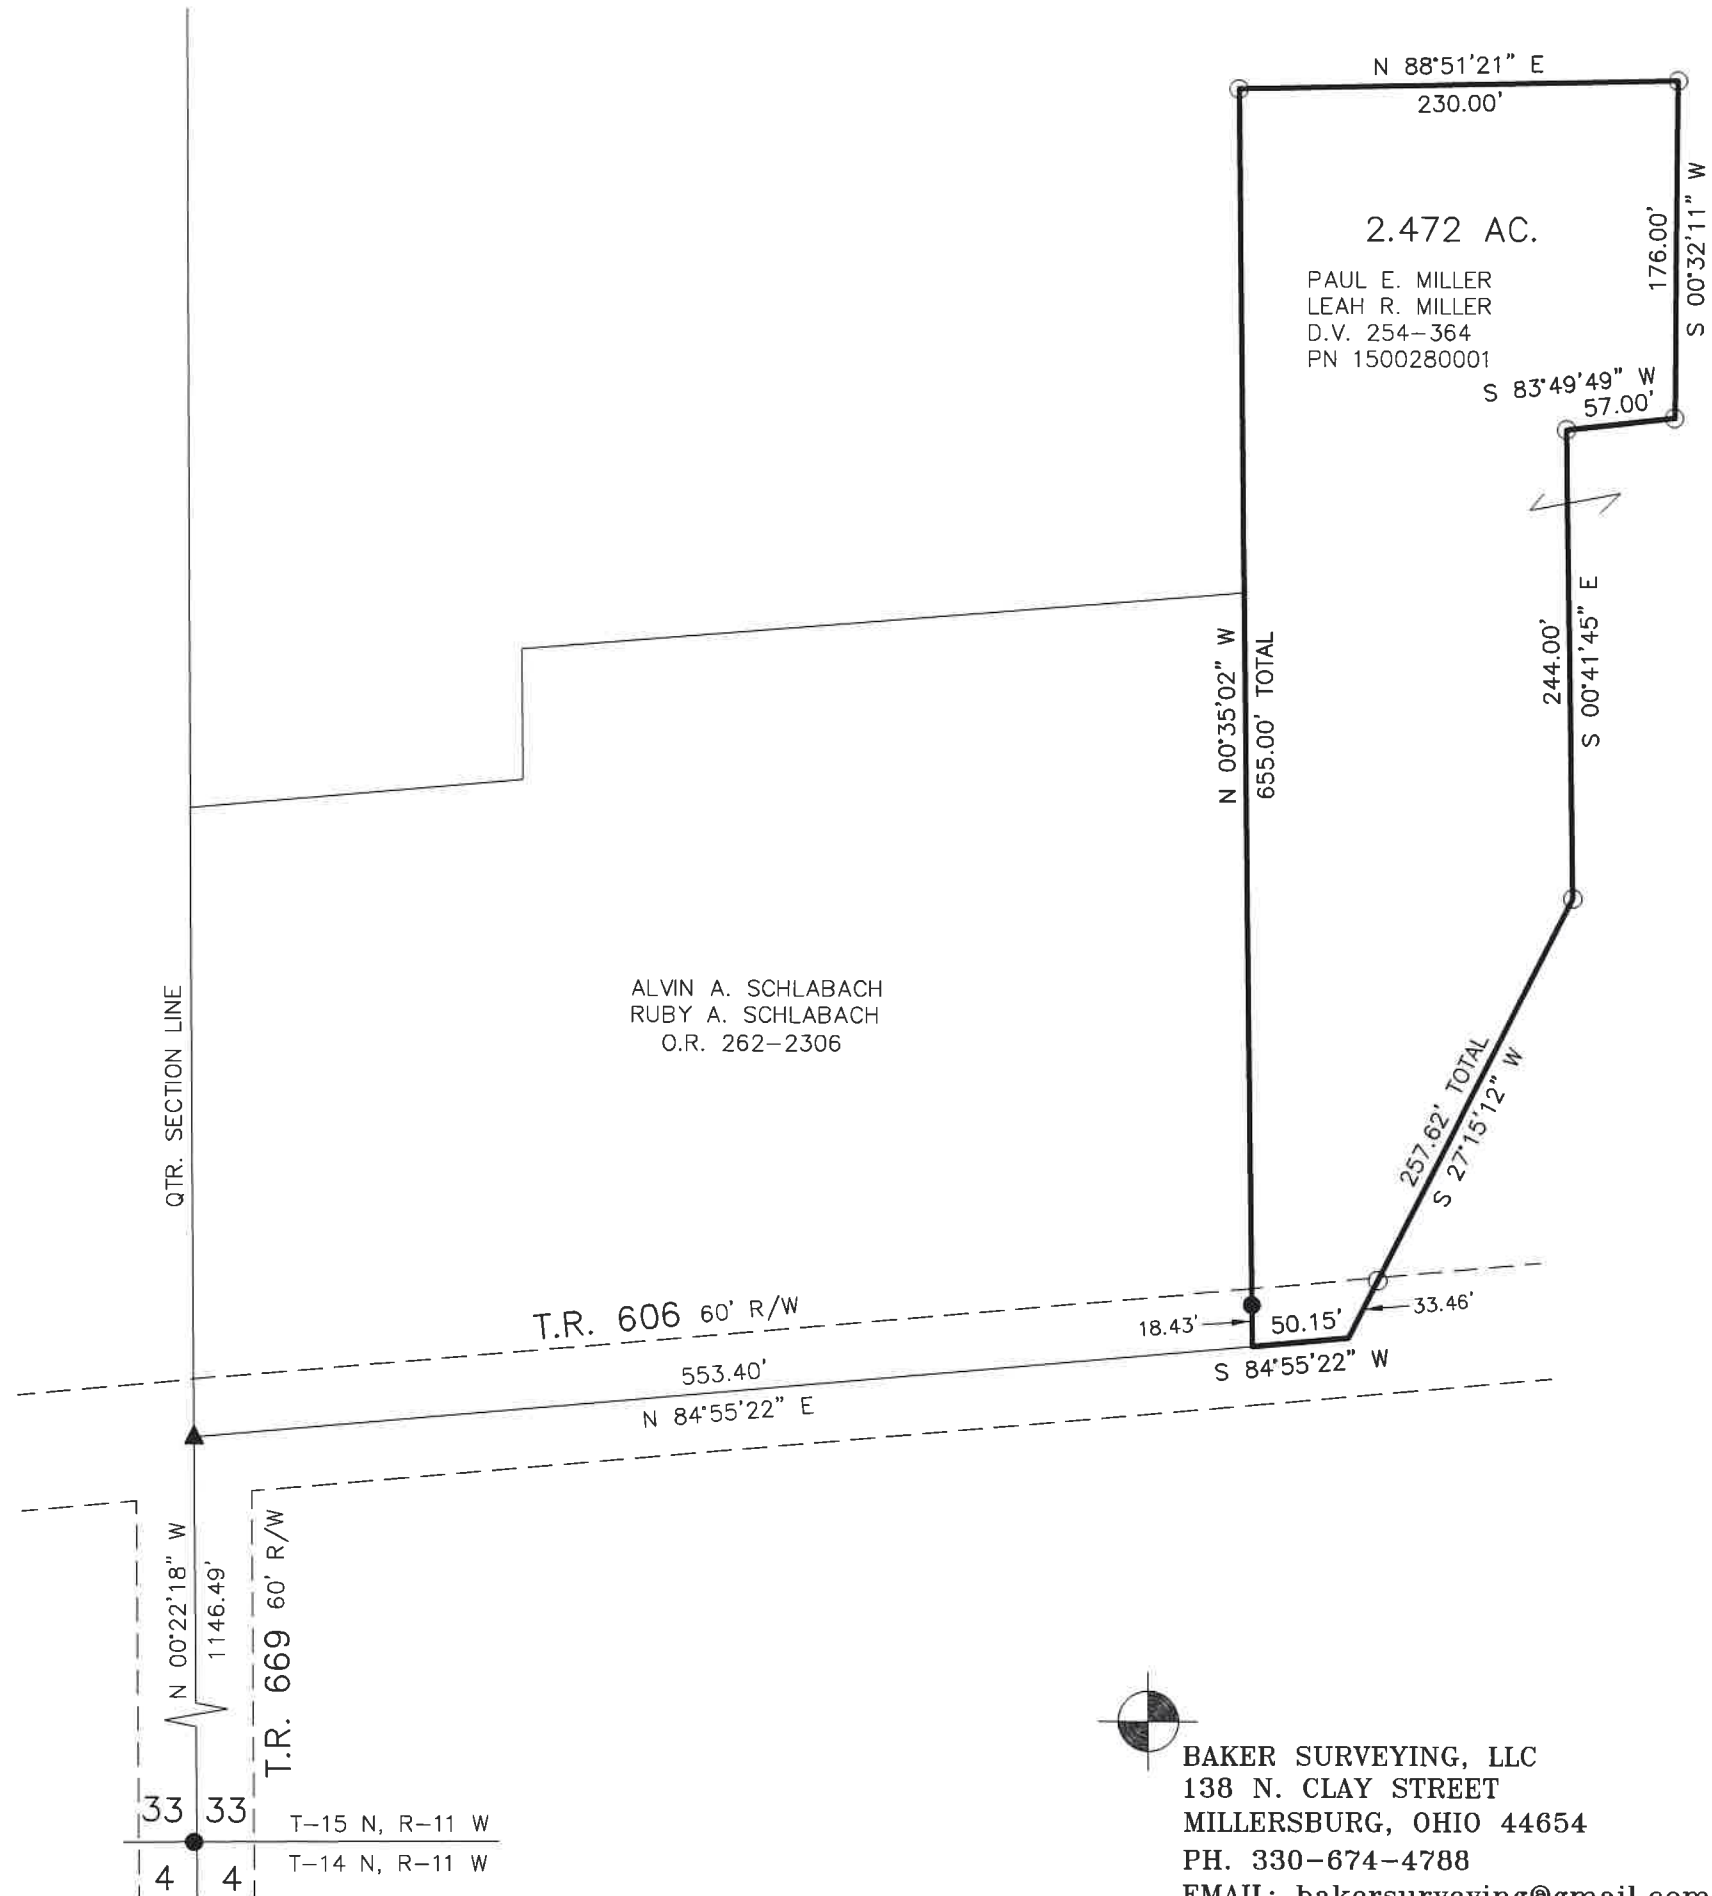 N 88°51'21" E
230.00'
2.472 AC.
PAUL E. MILLER
LEAH R. MILLER
D.V. 254-364
PN 1500280001
176.00'
S 00°32'11" W
S 83°49'49" W
57.00'
244.00'
S 00°41'45" E
N 00°35'02" W
655.00' TOTAL
ALVIN A. SCHLABACH
RUBY A. SCHLABACH
O.R. 262-2306
QTR. SECTION LINE
257.62' TOTAL
S 27°15'12" W
T.R. 606 60' R/W
18.43'
50.15'
33.46'
S 84°55'22" W
553.40'
N 84°55'22" E
N 00°22'18" W
1146.49'
T.R. 669 60' R/W
33 33
T-15 N, R-11 W
T-14 N, R-11 W
4 4
BAKER SURVEYING, LLC
138 N. CLAY STREET
MILLERSBURG, OHIO 44654
PH. 330-674-4788
EMAIL: bakersurveying@gmail.com